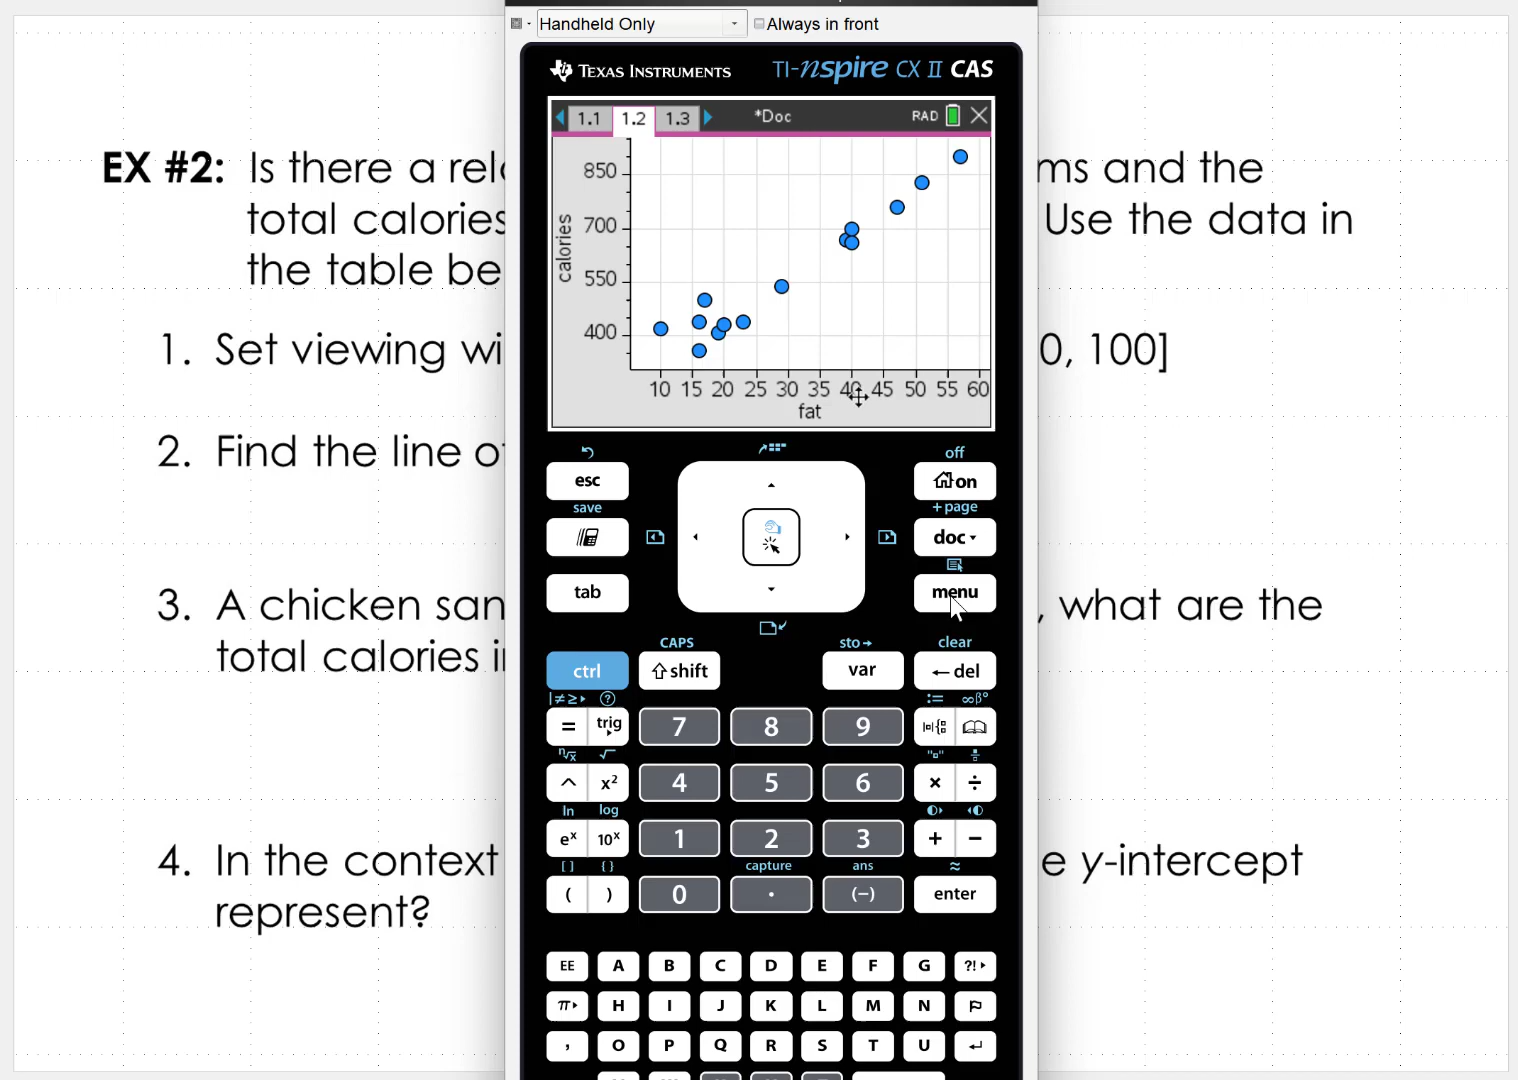 Handheld Only
Always in front
TEXAS INSTRUMENTS
TI-nspire CX II CAS
1.1 1.2 1.3 *Doc RAD
EX #2: Is there a rel ms and the
total calories Use the data in
the table be
1. Set viewing wi 0, 100]
2. Find the line o
3. A chicken san , what are the
total calories i
4. In the context e y-intercept
represent?
850
700
550
400
calories
10 15 20 25 30 35 40 45 50 55 60
fat
off
esc on
save + page
doc
tab menu
CAPS sto→ clear
ctrl ⇧shift var ←del
|≠≥▸ ? := ∞β°
= trig 7 8 9
ⁿ√x √ "▫"
^ x² 4 5 6 × ÷
ln log
eˣ 10ˣ 1 2 3 + −
[ ] { } capture ans ≈
( ) 0 . (−) enter
EE A B C D E F G ?!▸
π▸ H I J K L M N
, O P Q R S T U ↵